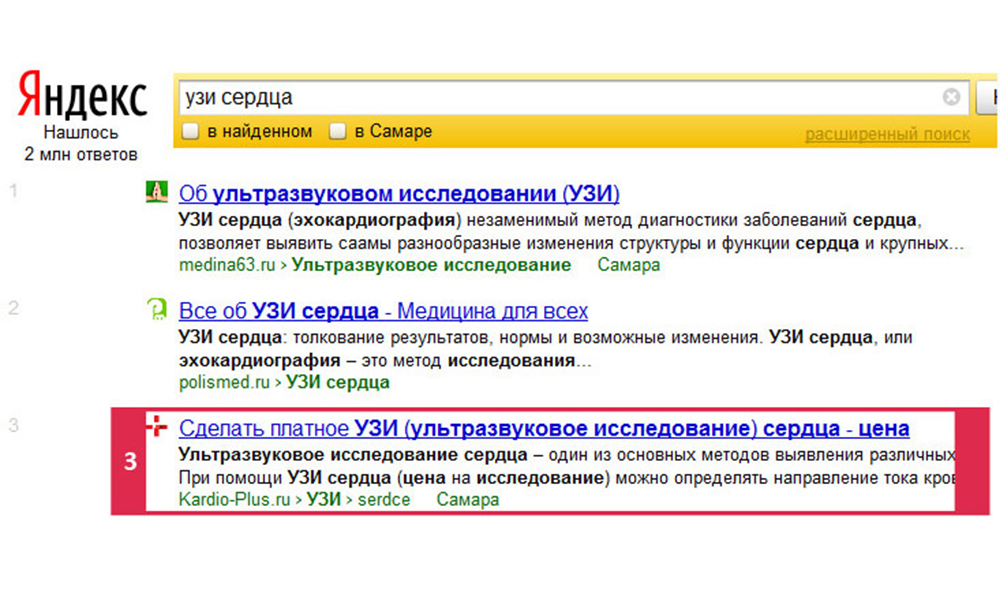 Яндекс
Нашлось
2 млн ответов
узи сердца
в найденном в Самаре расширенный поиск
1
Об ультразвуковом исследовании (УЗИ)
УЗИ сердца (эхокардиография) незаменимый метод диагностики заболеваний сердца,
позволяет выявить саамы разнообразные изменения структуры и функции сердца и крупных...
medina63.ru › Ультразвуковое исследование Самара
2
Все об УЗИ сердца - Медицина для всех
УЗИ сердца: толкование результатов, нормы и возможные изменения. УЗИ сердца, или
эхокардиография – это метод исследования...
polismed.ru › УЗИ сердца
3
3
Сделать платное УЗИ (ультразвуковое исследование) сердца - цена
Ультразвуковое исследование сердца – один из основных методов выявления различных
При помощи УЗИ сердца (цена на исследование) можно определять направление тока
Kardio-Plus.ru › УЗИ › serdce Самара